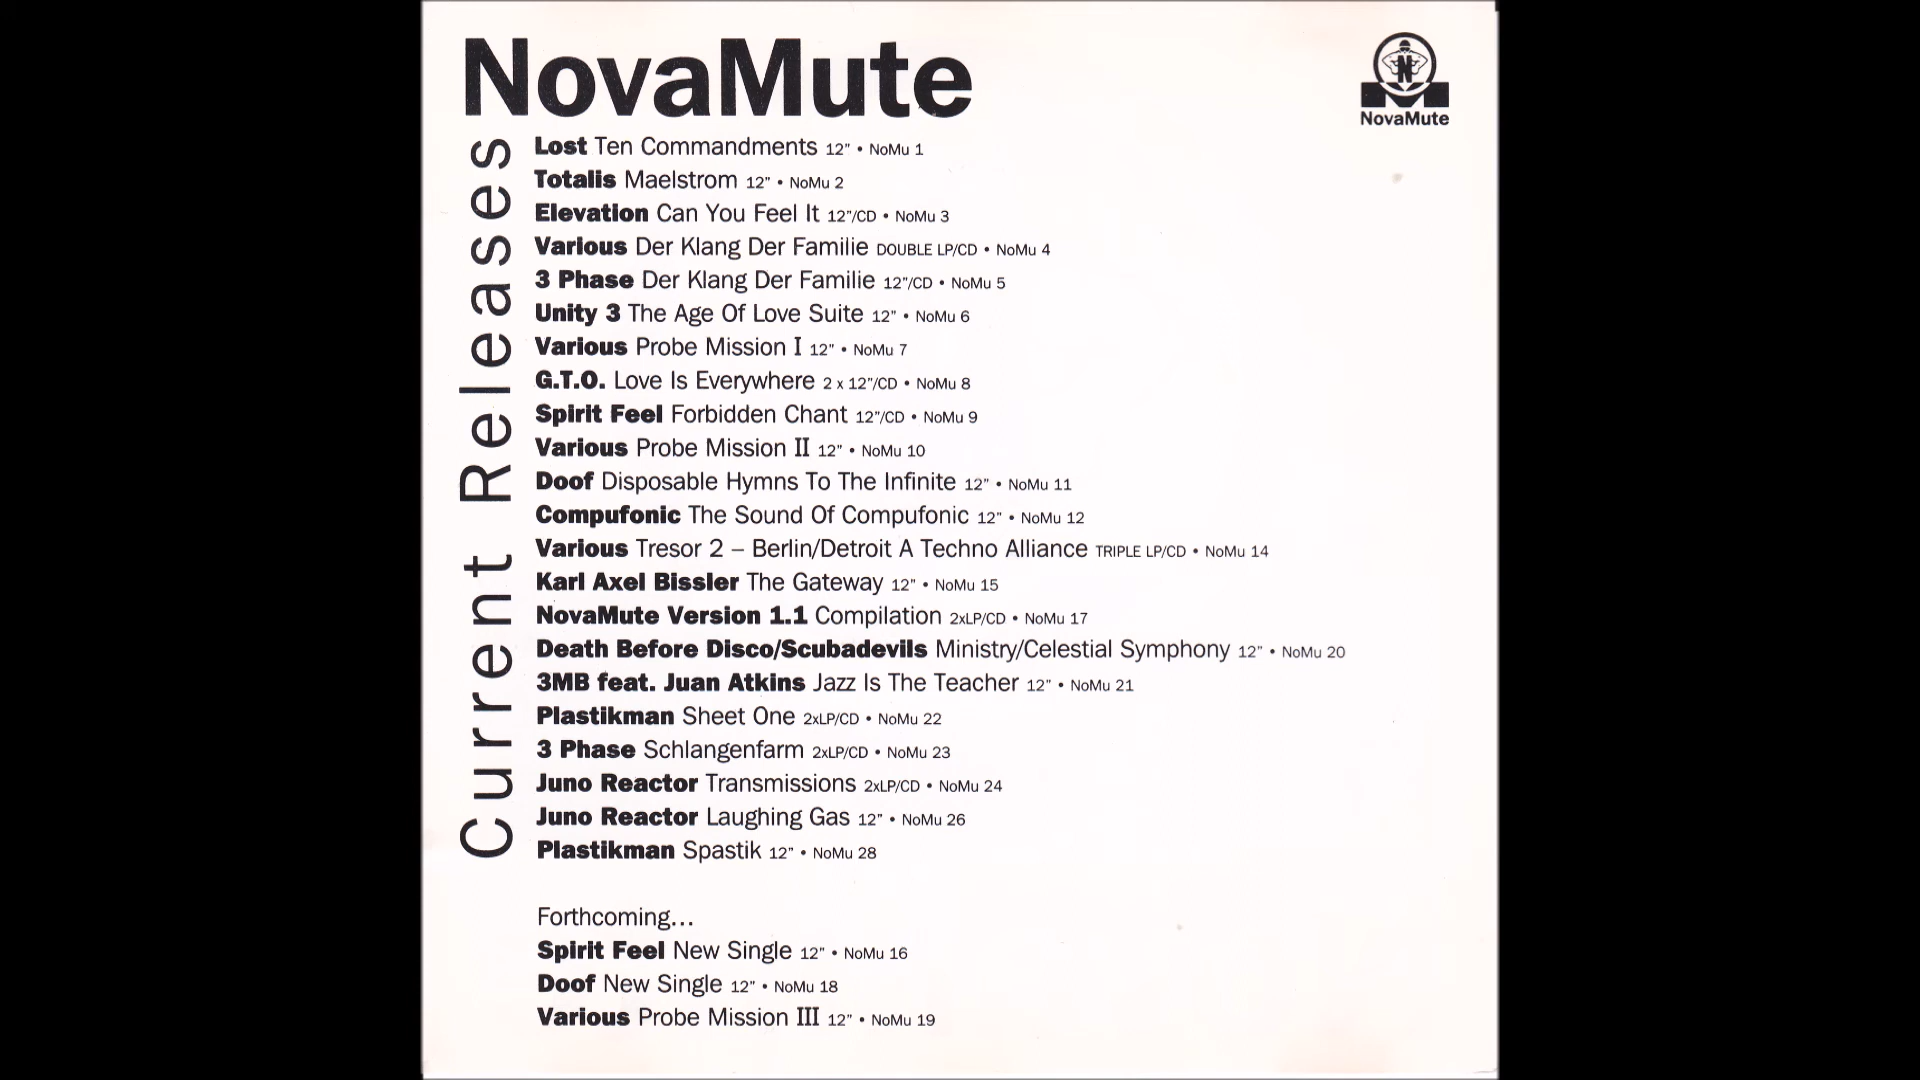 NovaMute
NovaMute
Current Releases
Lost Ten Commandments 12" • NoMu 1
Totalis Maelstrom 12" • NoMu 2
Elevation Can You Feel It 12"/CD • NoMu 3
Various Der Klang Der Familie DOUBLE LP/CD • NoMu 4
3 Phase Der Klang Der Familie 12"/CD • NoMu 5
Unity 3 The Age Of Love Suite 12" • NoMu 6
Various Probe Mission I 12" • NoMu 7
G.T.O. Love Is Everywhere 2 x 12"/CD • NoMu 8
Spirit Feel Forbidden Chant 12"/CD • NoMu 9
Various Probe Mission II 12" • NoMu 10
Doof Disposable Hymns To The Infinite 12" • NoMu 11
Compufonic The Sound Of Compufonic 12" • NoMu 12
Various Tresor 2 – Berlin/Detroit A Techno Alliance TRIPLE LP/CD • NoMu 14
Karl Axel Bissler The Gateway 12" • NoMu 15
NovaMute Version 1.1 Compilation 2xLP/CD • NoMu 17
Death Before Disco/Scubadevils Ministry/Celestial Symphony 12" • NoMu 20
3MB feat. Juan Atkins Jazz Is The Teacher 12" • NoMu 21
Plastikman Sheet One 2xLP/CD • NoMu 22
3 Phase Schlangenfarm 2xLP/CD • NoMu 23
Juno Reactor Transmissions 2xLP/CD • NoMu 24
Juno Reactor Laughing Gas 12" • NoMu 26
Plastikman Spastik 12" • NoMu 28
Forthcoming...
Spirit Feel New Single 12" • NoMu 16
Doof New Single 12" • NoMu 18
Various Probe Mission III 12" • NoMu 19